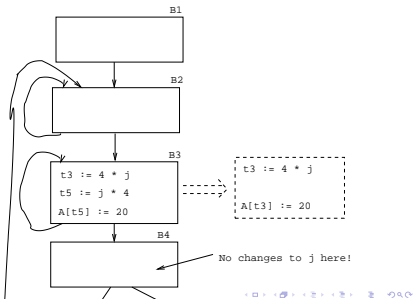 B1
B2
B3
t3 := 4 * j
t5 := j * 4
A[t5] := 20
t3 := 4 * j
A[t3] := 20
B4
No changes to j here!